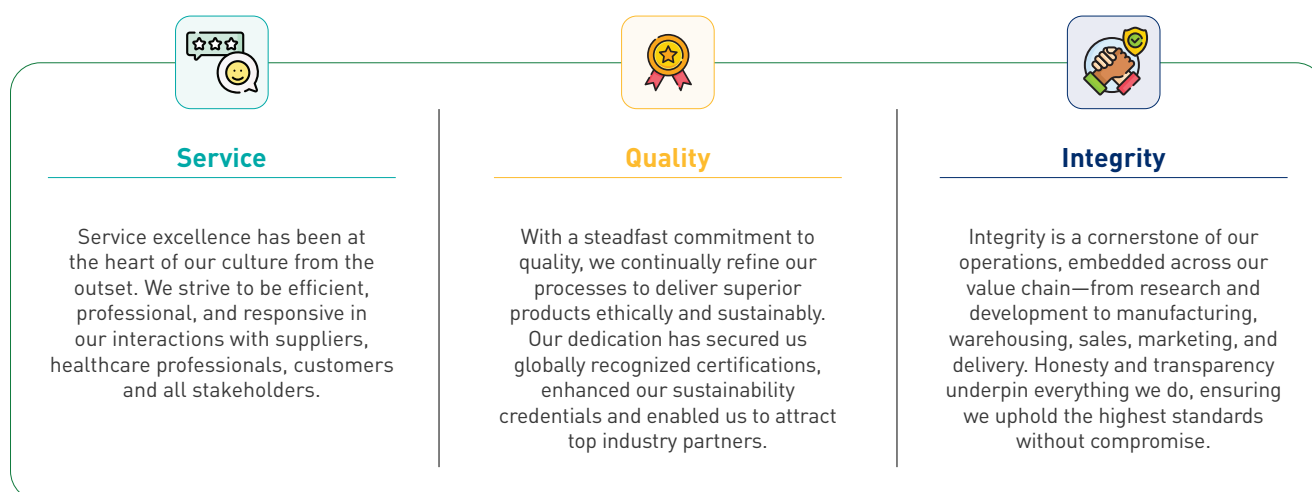 Service
Service excellence has been at
the heart of our culture from the
outset. We strive to be efficient,
professional, and responsive in
our interactions with suppliers,
healthcare professionals, customers
and all stakeholders.
Quality
With a steadfast commitment to
quality, we continually refine our
processes to deliver superior
products ethically and sustainably.
Our dedication has secured us
globally recognized certifications,
enhanced our sustainability
credentials and enabled us to attract
top industry partners.
Integrity
Integrity is a cornerstone of our
operations, embedded across our
value chain—from research and
development to manufacturing,
warehousing, sales, marketing, and
delivery. Honesty and transparency
underpin everything we do, ensuring
we uphold the highest standards
without compromise.